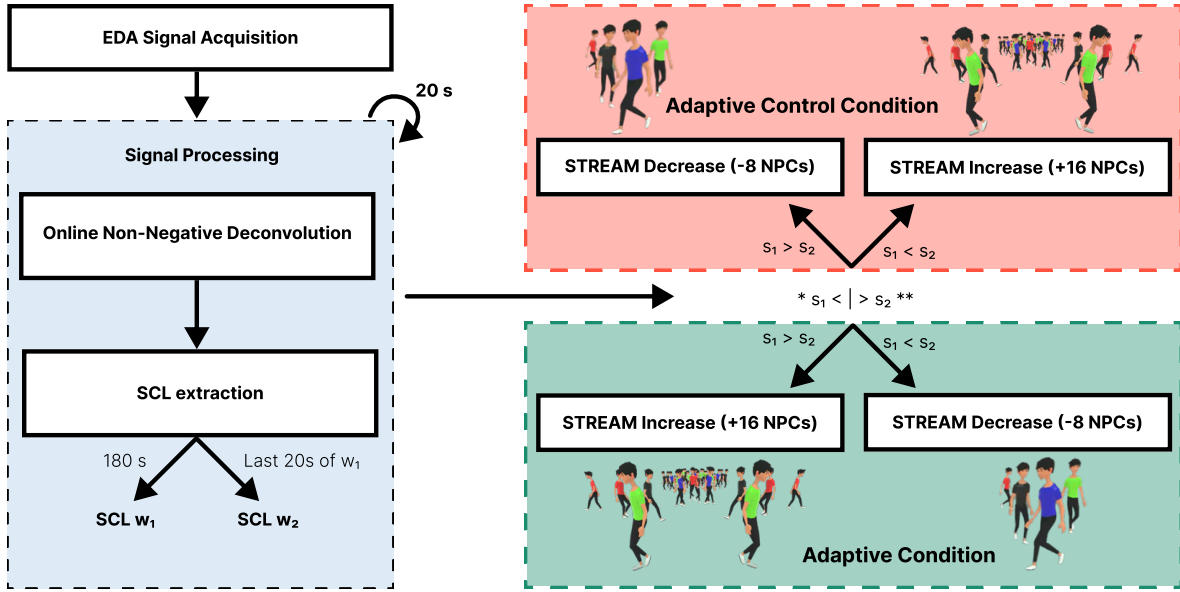 EDA Signal Acquisition
20 s
Signal Processing
Online Non-Negative Deconvolution
SCL extraction
180 s
Last 20s of w₁
SCL w₁
SCL w₂
Adaptive Control Condition
STREAM Decrease (-8 NPCs)
STREAM Increase (+16 NPCs)
s₁ > s₂
s₁ < s₂
* s₁ < | > s₂ **
s₁ > s₂
s₁ < s₂
STREAM Increase (+16 NPCs)
STREAM Decrease (-8 NPCs)
Adaptive Condition